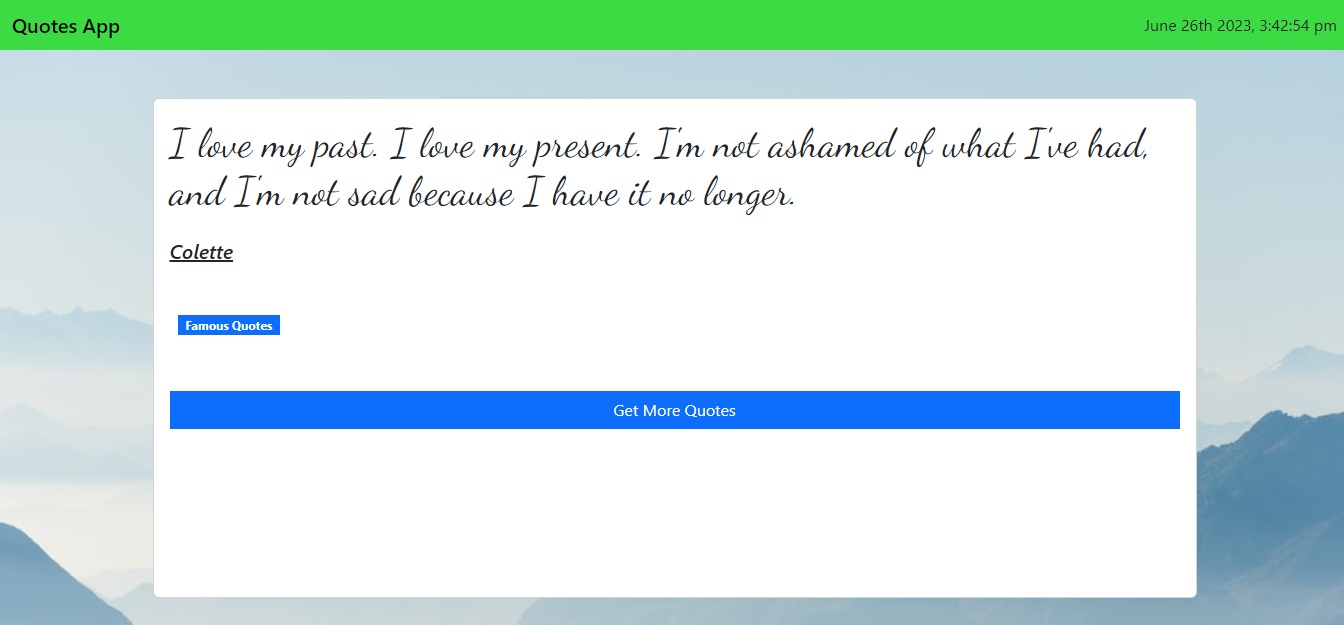 Quotes App
June 26th 2023, 3:42:54 pm
I love my past. I love my present. I'm not ashamed of what I've had,
and I'm not sad because I have it no longer.
Colette
Famous Quotes
Get More Quotes